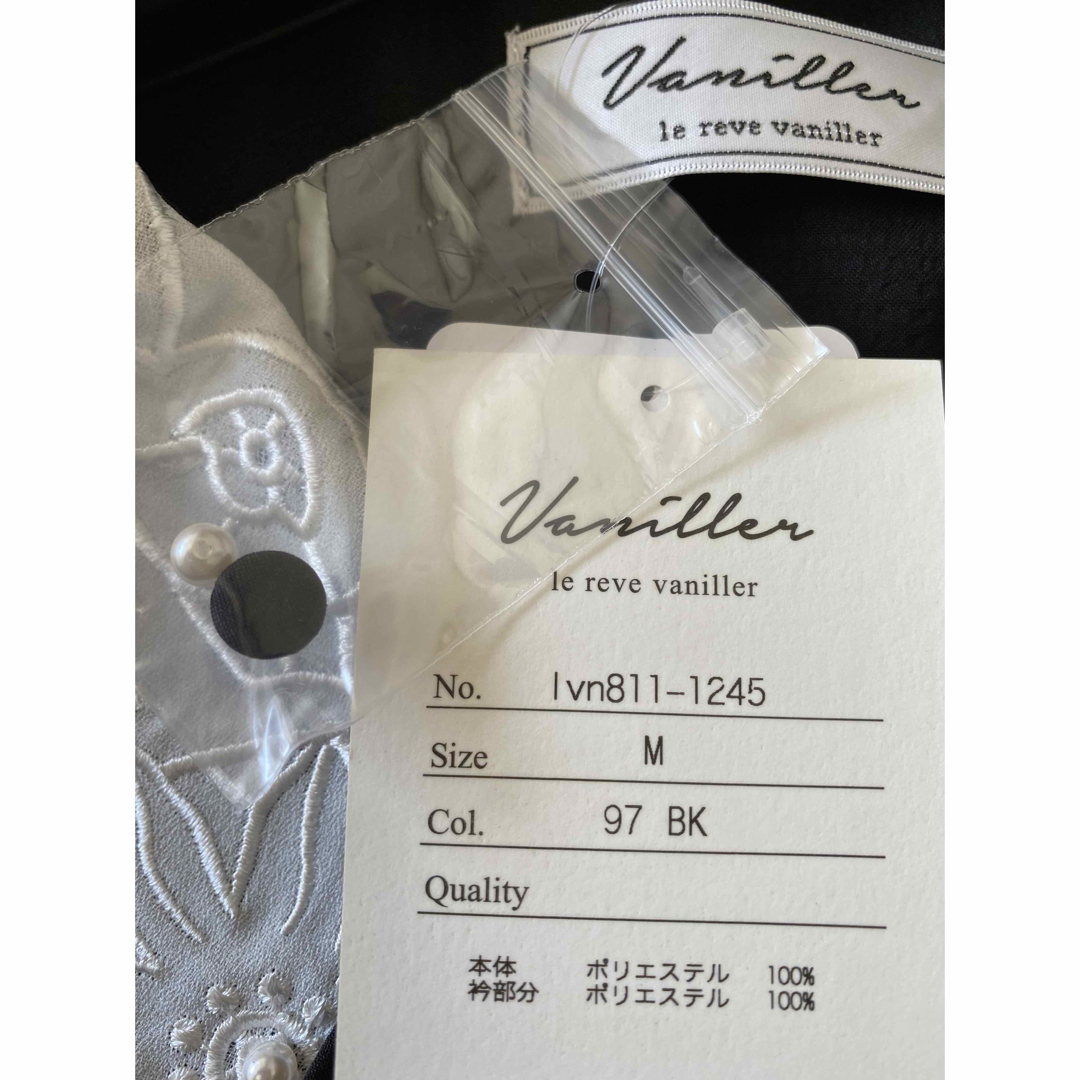 Vaniller
le reve vaniller
Vaniller
le reve vaniller
No. lvn811-1245
Size M
Col. 97 BK
Quality
本体 ポリエステル 100%
衿部分 ポリエステル 100%